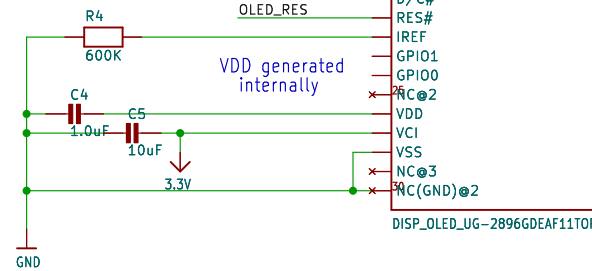 D/C#
OLED_RES
RES#
R4
IREF
600K
GPIO1
VDD generated
internally
GPIO0
25
NC@2
C4
C5
VDD
1.0uF
VCI
10uF
VSS
NC@3
3.3V
30
NC(GND)@2
DISP_OLED_UG-2896GDEAF11TO
GND